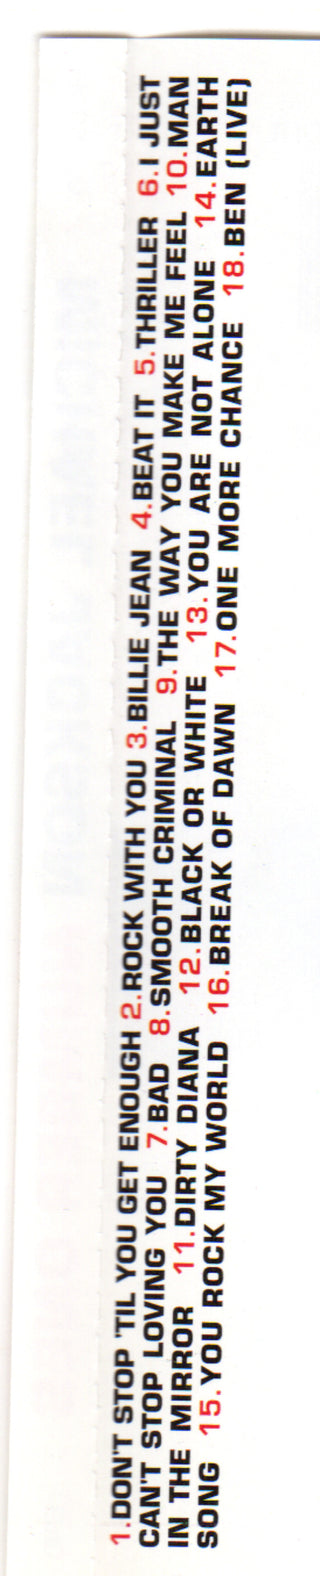 1.DON'T STOP 'TIL YOU GET ENOUGH 2.ROCK WITH YOU 3.BILLIE JEAN 4.BEAT IT 5.THRILLER 6.I JUST
CAN'T STOP LOVING YOU 7.BAD 8.SMOOTH CRIMINAL 9.THE WAY YOU MAKE ME FEEL 10.MAN
IN THE MIRROR 11.DIRTY DIANA 12.BLACK OR WHITE 13.YOU ARE NOT ALONE 14.EARTH
SONG 15.YOU ROCK MY WORLD 16.BREAK OF DAWN 17.ONE MORE CHANCE 18.BEN (LIVE)